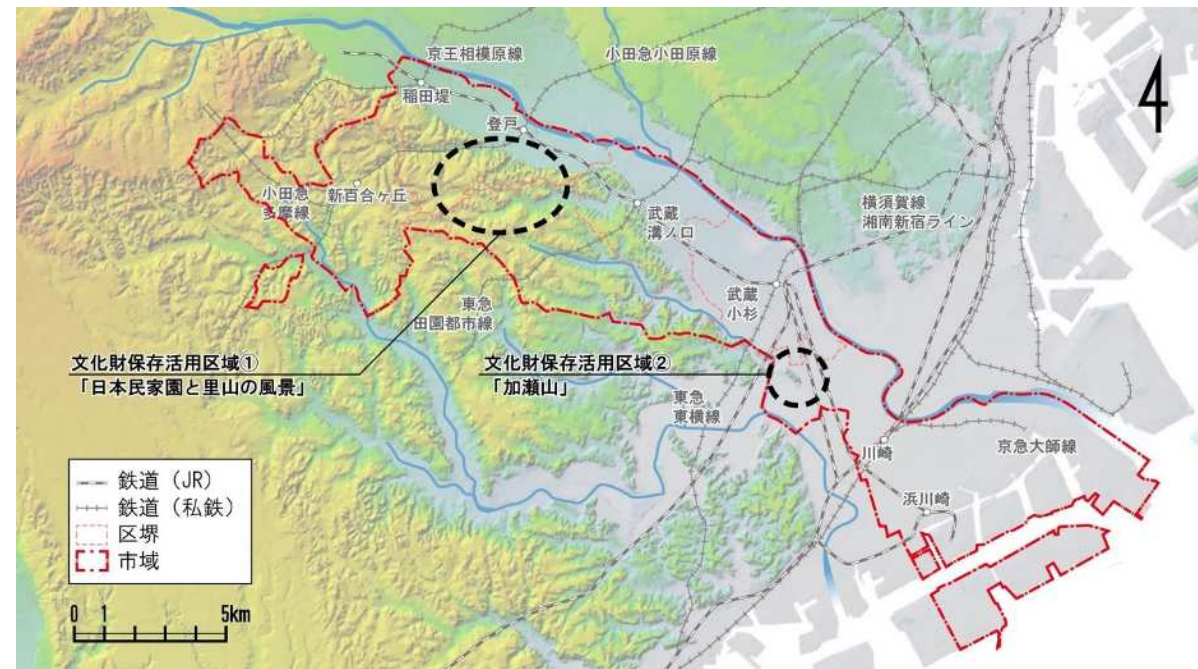 京王相模原線
小田急小田原線
稲田堤
登戸
小田急
多摩線
新百合ヶ丘
武蔵
溝ノ口
横須賀線
湘南新宿ライン
武蔵
小杉
東急
田園都市線
文化財保存活用区域①
「日本民家園と里山の風景」
文化財保存活用区域②
「加瀬山」
東急
東横線
川崎
京急大師線
浜川崎
鉄道（JR）
鉄道（私鉄）
区堺
市域
0 1 5km